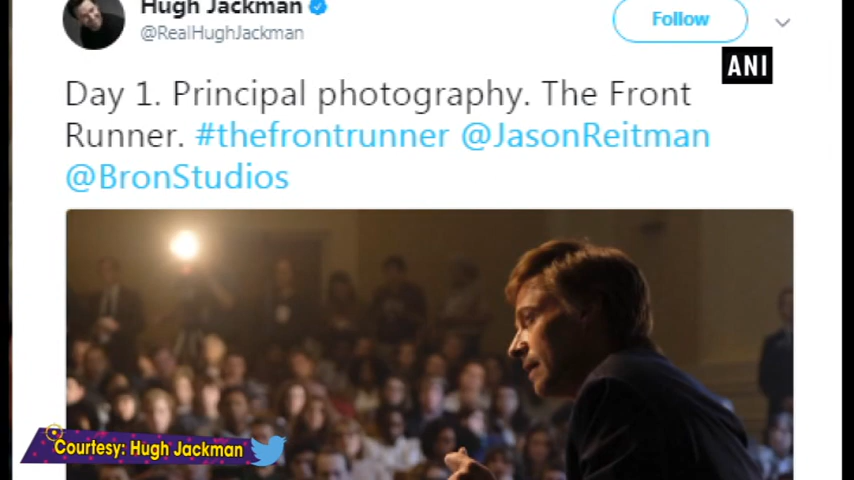 Hugh Jackman
@RealHughJackman
Follow
ANI
Day 1. Principal photography. The Front
Runner. #thefrontrunner @JasonReitman
@BronStudios
Courtesy: Hugh Jackman